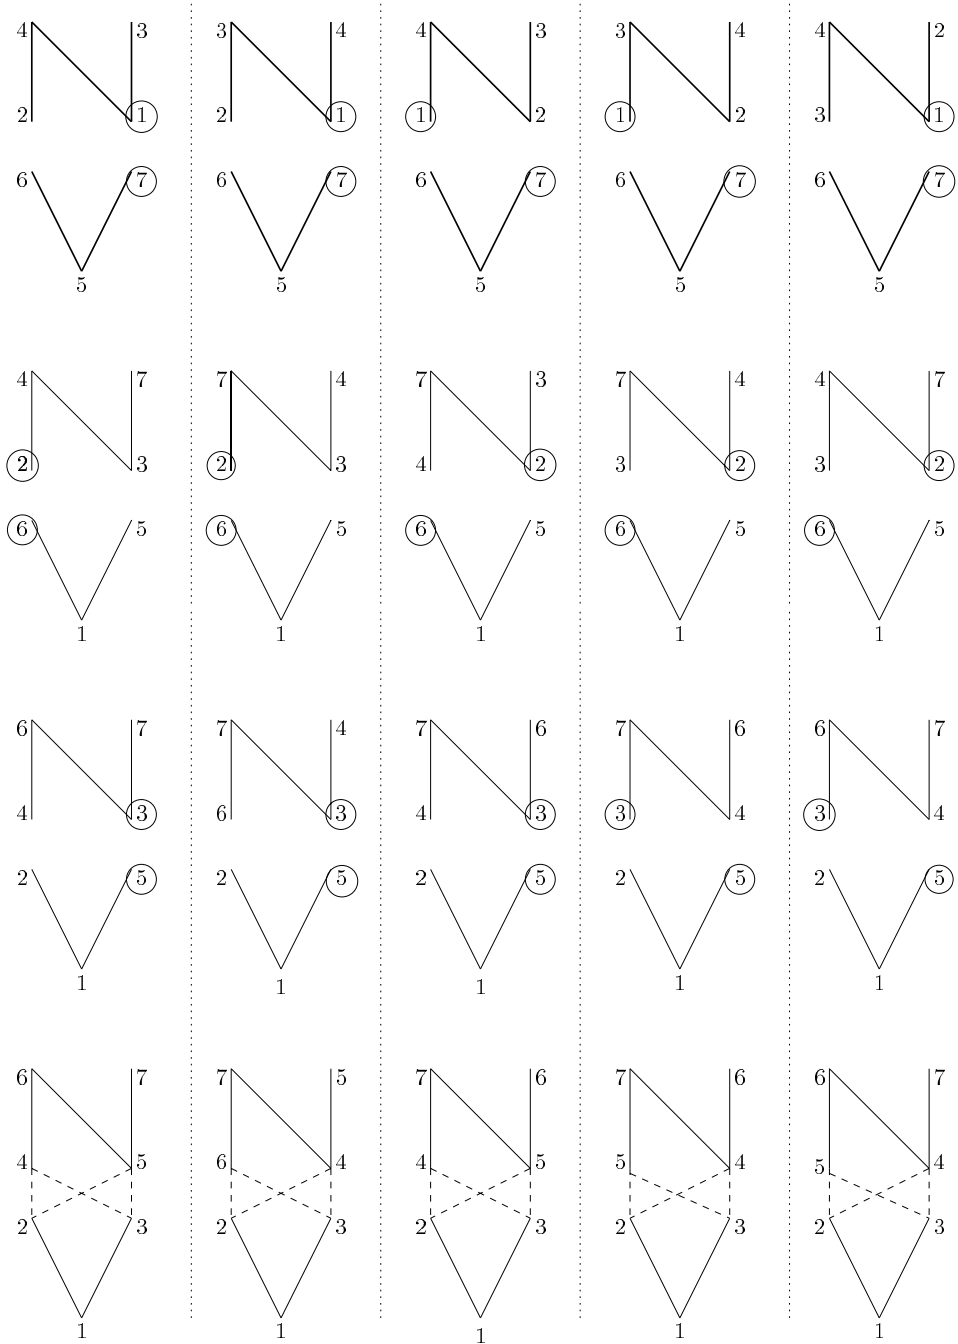 4 3 3 4 4 3 3 4 4 2
2 1 2 1 1 2 1 2 3 1
6 7 6 7 6 7 6 7 6 7
5 5 5 5 5
4 7 7 4 7 3 7 4 4 7
2 3 2 3 4 2 3 2 3 2
6 5 6 5 6 5 6 5 6 5
1 1 1 1 1
6 7 7 4 7 6 7 6 6 7
4 3 6 3 4 3 3 4 3 4
2 5 2 5 2 5 2 5 2 5
1 1 1 1 1
6 7 7 5 7 6 7 6 6 7
4 5 6 4 4 5 5 4 5 4
2 3 2 3 2 3 2 3 2 3
1 1 1 1 1